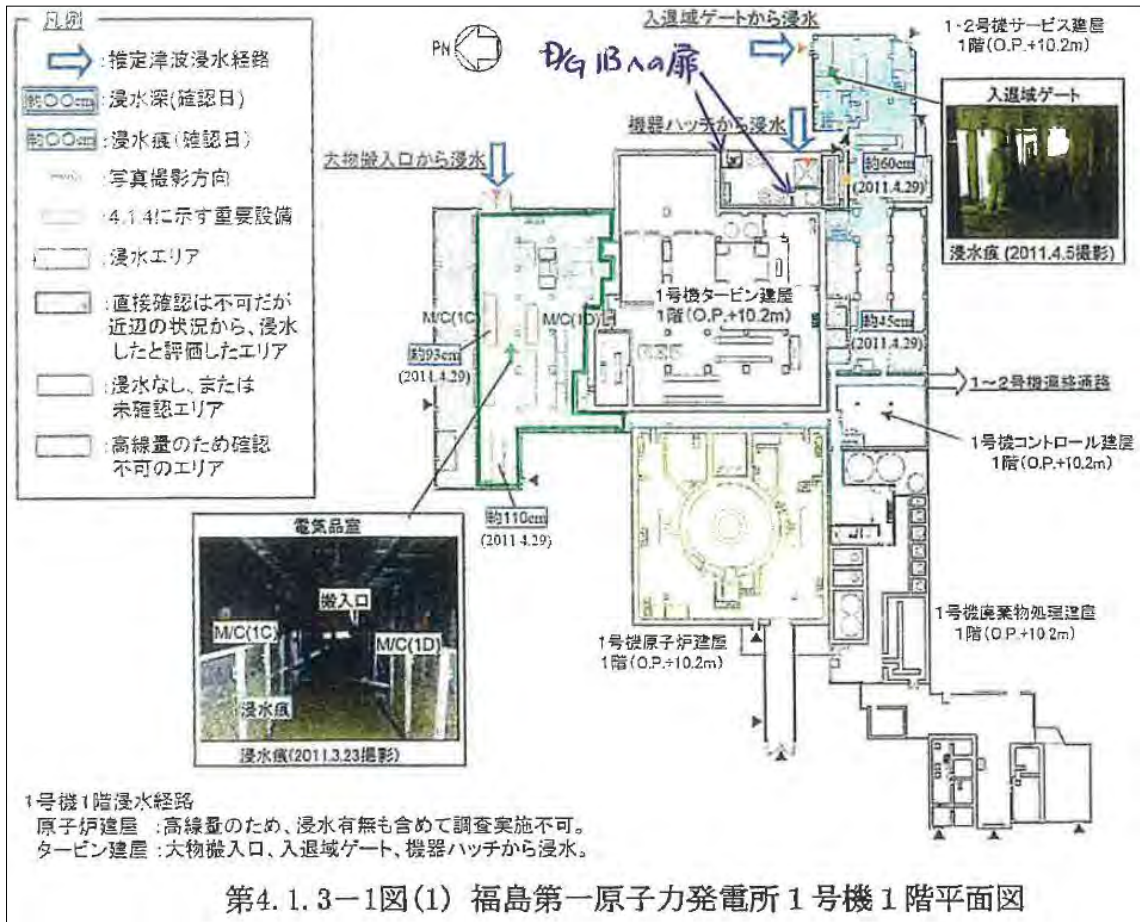 凡例
:推定津波浸水経路
約〇〇cm :浸水深(確認日)
約〇〇cm :浸水痕(確認日)
:写真撮影方向
:4.1.4に示す重要設備
:浸水エリア
:直接確認は不可だが
近辺の状況から、浸水
したと評価したエリア
:浸水なし、または
未確認エリア
:高線量のため確認
不可のエリア
PN
入退域ゲートから浸水
D/G 1Bへの扉
機器ハッチから浸水
大物搬入口から浸水
1~2号機サービス建屋
1階(O.P.+10.2m)
入退域ゲート
浸水痕 (2011.4.5撮影)
約60cm
(2011.4.29)
1号機タービン建屋
1階(O.P.+10.2m)
M/C(1C)
M/C(1D)
約93cm
(2011.4.29)
約45cm
(2011.4.29)
1～2号機連絡通路
1号機コントロール建屋
1階(O.P.+10.2m)
約110cm
(2011.4.29)
電気品室
搬入口
M/C(1C)
M/C(1D)
浸水痕
浸水痕(2011.3.23撮影)
1号機原子炉建屋
1階(O.P.+10.2m)
1号機廃棄物処理建屋
1階(O.P.+10.2m)
1号機1階浸水経路
原子炉建屋 :高線量のため、浸水有無も含めて調査実施不可。
タービン建屋 :大物搬入口、入退域ゲート、機器ハッチから浸水。
第4.1.3－1図(1) 福島第一原子力発電所1号機1階平面図